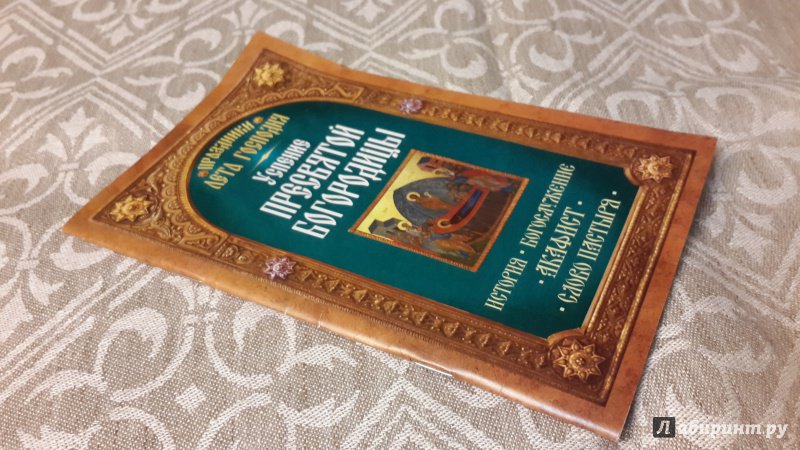 ПРАЗДНИКИ
ЛЕТА ГОСПОДНЯ
Успение
ПРЕСВЯТОЙ
БОГОРОДИЦЫ
ИСТОРИЯ • БОГОСЛУЖЕНИЕ
• АКАФИСТ •
• СЛОВО ПАСТЫРЯ •
Лабиринт.ру